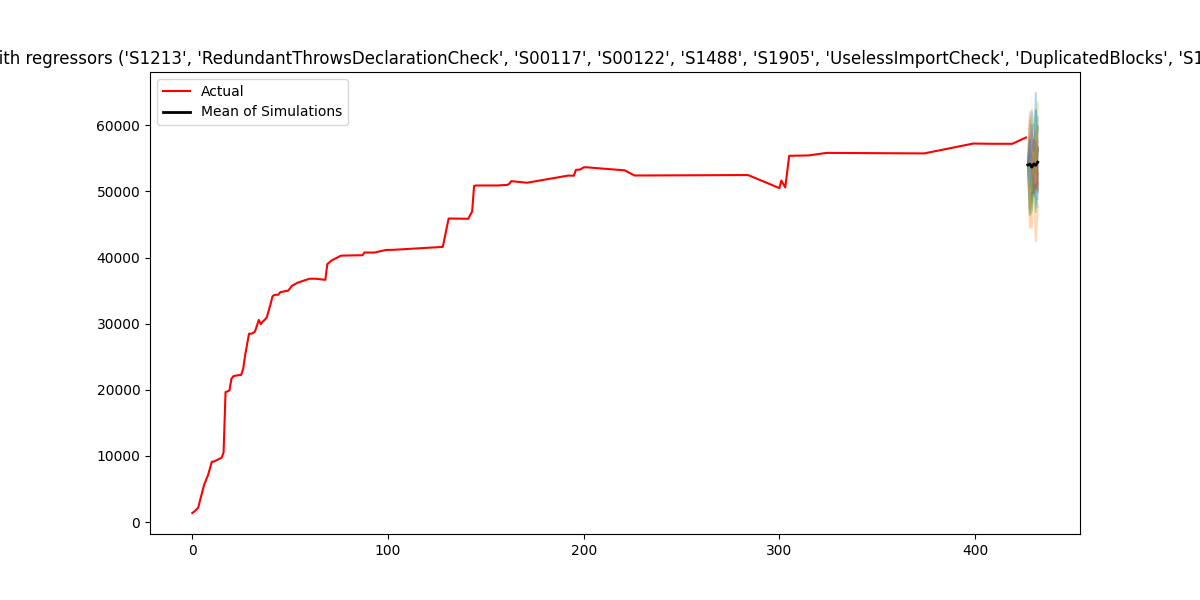 ith regressors ('S1213', 'RedundantThrowsDeclarationCheck', 'S00117', 'S00122', 'S1488', 'S1905', 'UselessImportCheck', 'DuplicatedBlocks', 'S1
Actual
Mean of Simulations
60000
50000
40000
30000
20000
10000
0
0 100 200 300 400